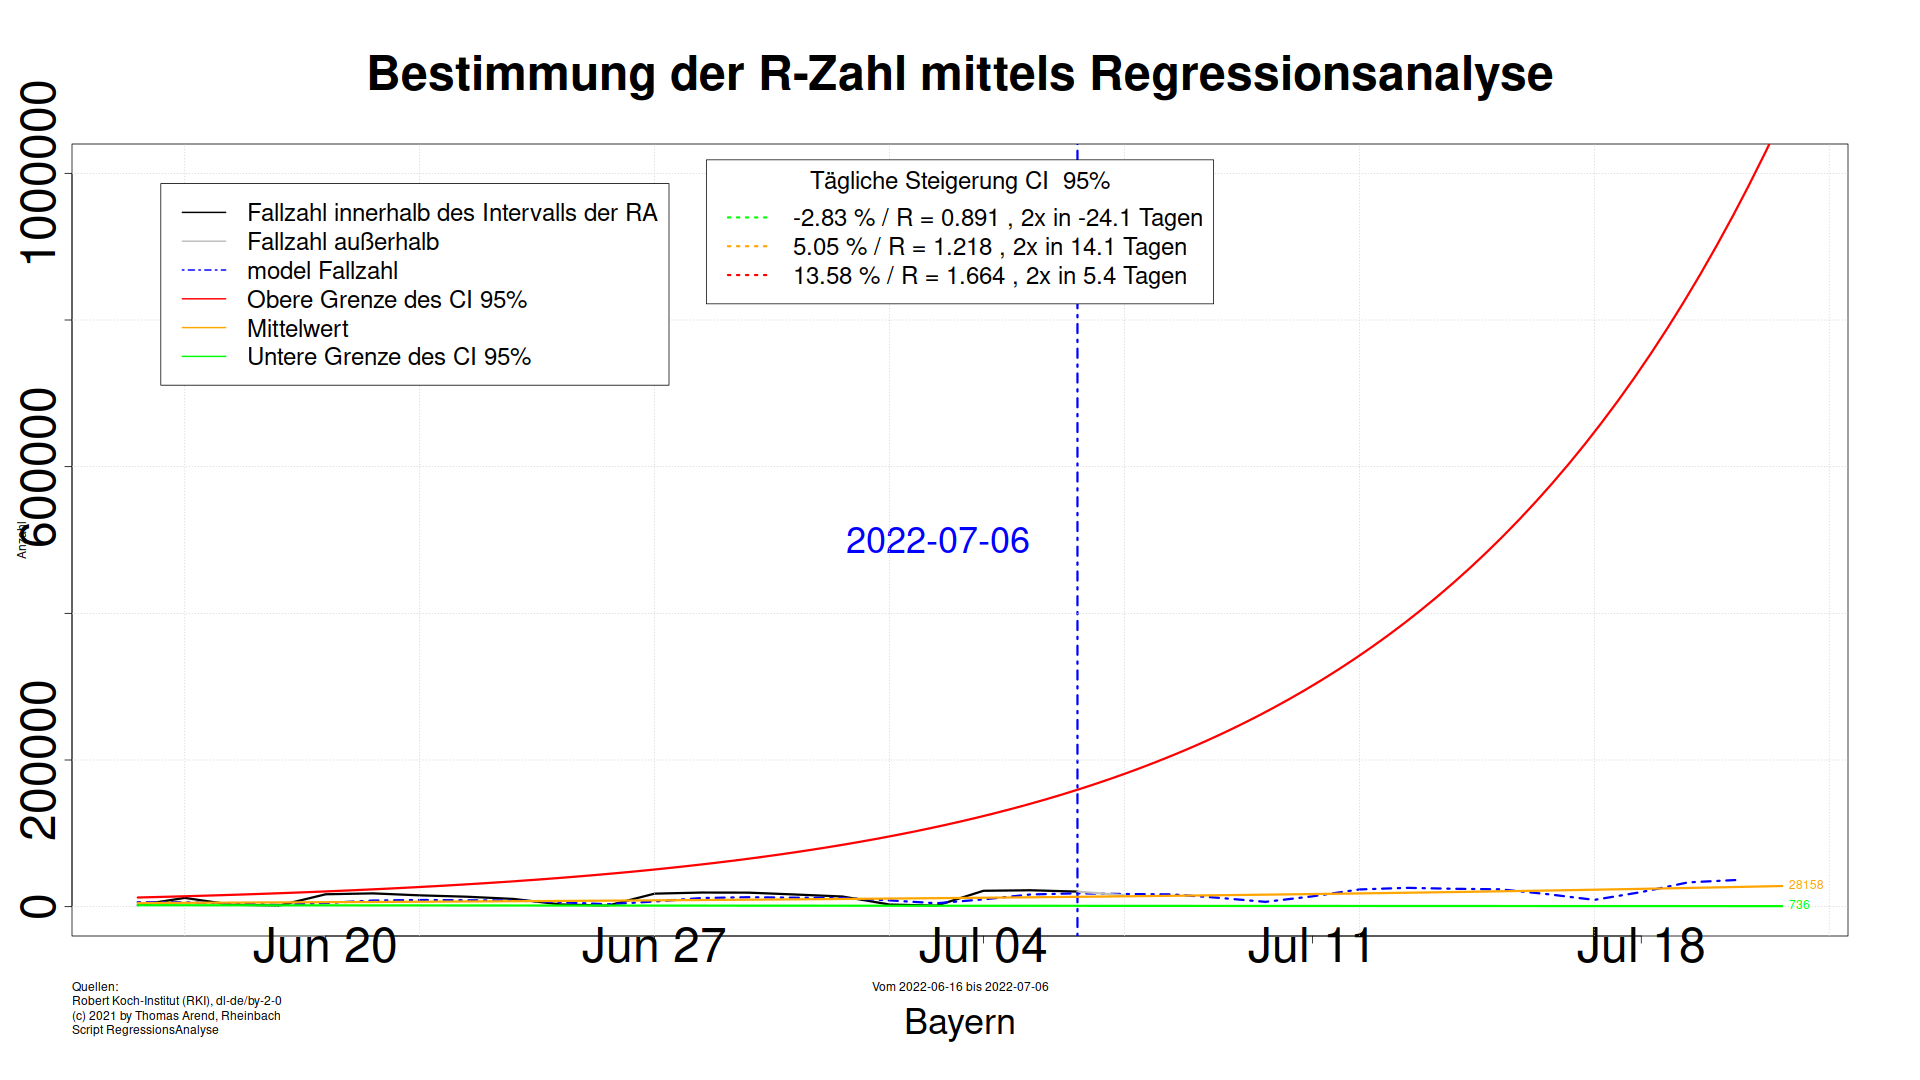 Bestimmung der R-Zahl mittels Regressionsanalyse
Anzahl
1000000
600000
200000
0
Fallzahl innerhalb des Intervalls der RA
Fallzahl außerhalb
model Fallzahl
Obere Grenze des CI 95%
Mittelwert
Untere Grenze des CI 95%
Tägliche Steigerung CI 95%
-2.83 % / R = 0.891 , 2x in -24.1 Tagen
5.05 % / R = 1.218 , 2x in 14.1 Tagen
13.58 % / R = 1.664 , 2x in 5.4 Tagen
2022-07-06
28158
736
Jun 20 Jun 27 Jul 04 Jul 11 Jul 18
Quellen:
Robert Koch-Institut (RKI), dl-de/by-2-0
(c) 2021 by Thomas Arend, Rheinbach
Script RegressionsAnalyse
Vom 2022-06-16 bis 2022-07-06
Bayern